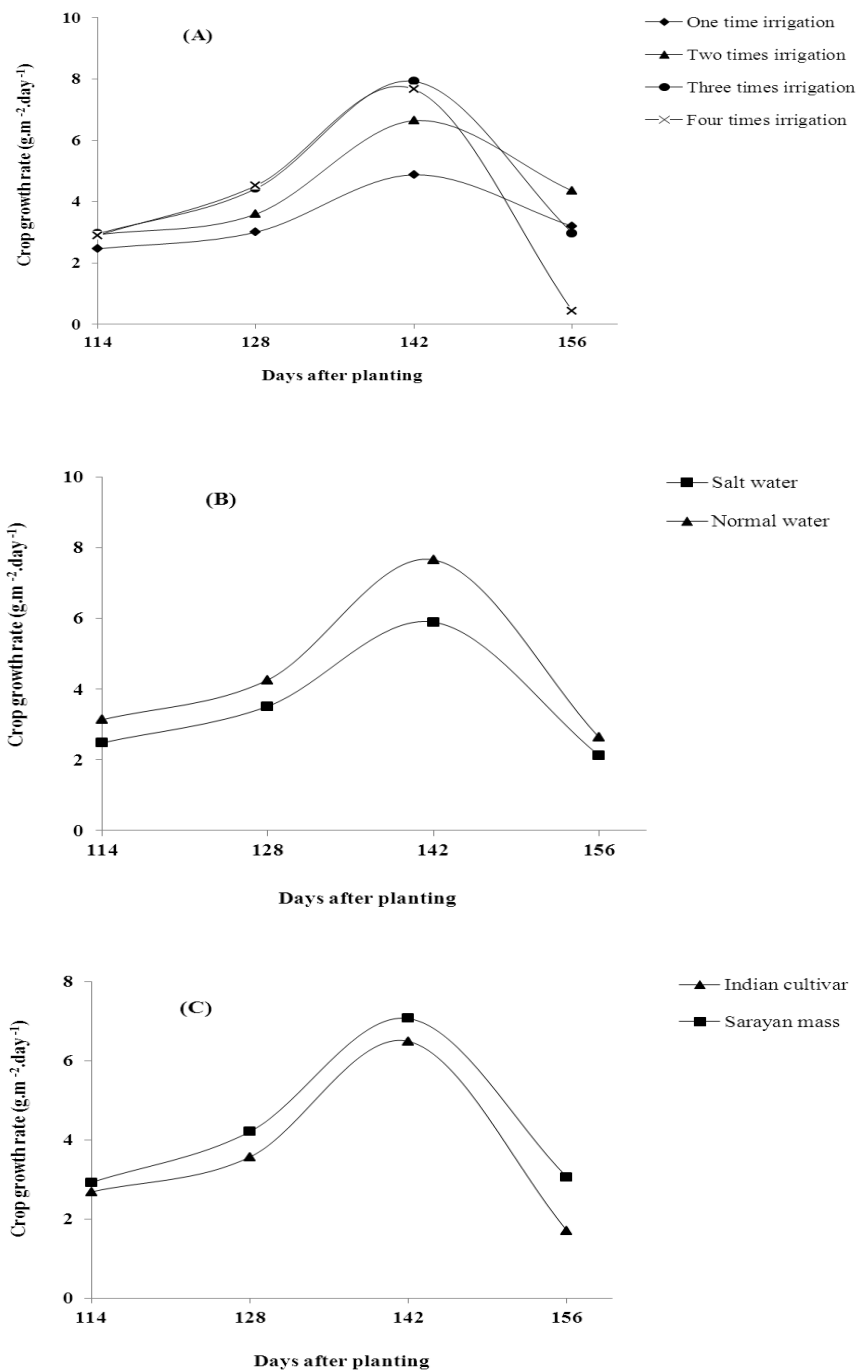 (A)
One time irrigation
Two times irrigation
Three times irrigation
Four times irrigation
Crop growth rate (g.m⁻².day⁻¹)
10
8
6
4
2
0
114 128 142 156
Days after planting
(B)
Salt water
Normal water
Crop growth rate (g.m⁻².day⁻¹)
10
8
6
4
2
0
114 128 142 156
Days after planting
(C)
Indian cultivar
Sarayan mass
Crop growth rate (g.m⁻².day⁻¹)
8
6
4
2
0
114 128 142 156
Days after planting